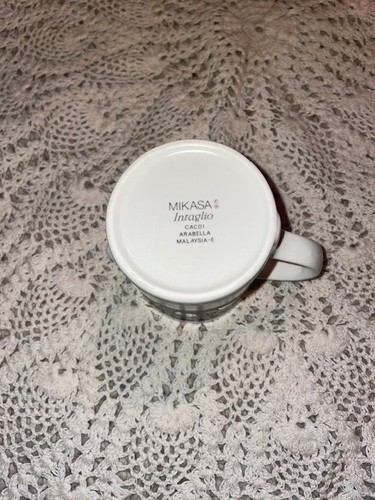 MIKASA
Intaglio
CAC01
ARABELLA
MALAYSIA-E